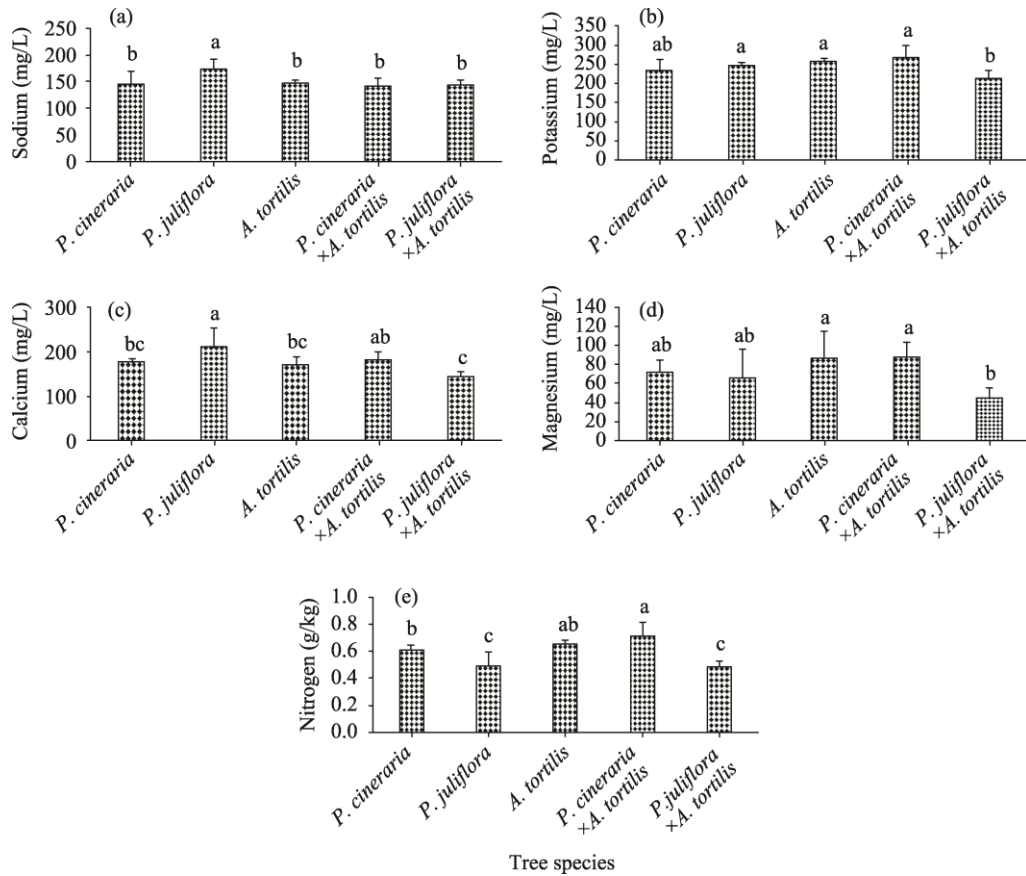 (a)
Sodium (mg/L)
250
200
150
100
50
0
b
a
b
b
b
P. cineraria
P. juliflora
A. tortilis
P. cineraria
+A. tortilis
P. juliflora
+A. tortilis
(b)
Potassium (mg/L)
350
300
250
200
150
100
50
0
ab
a
a
a
b
P. cineraria
P. juliflora
A. tortilis
P. cineraria
+A. tortilis
P. juliflora
+A. tortilis
(c)
Calcium (mg/L)
300
200
100
0
bc
a
bc
ab
c
P. cineraria
P. juliflora
A. tortilis
P. cineraria
+A. tortilis
P. juliflora
+A. tortilis
(d)
Magnesium (mg/L)
140
120
100
80
60
40
20
0
ab
ab
a
a
b
P. cineraria
P. juliflora
A. tortilis
P. cineraria
+A. tortilis
P. juliflora
+A. tortilis
(e)
Nitrogen (g/kg)
1.0
0.8
0.6
0.4
0.2
0.0
b
c
ab
a
c
P. cineraria
P. juliflora
A. tortilis
P. cineraria
+A. tortilis
P.juliflora
+A. tortilis
Tree species